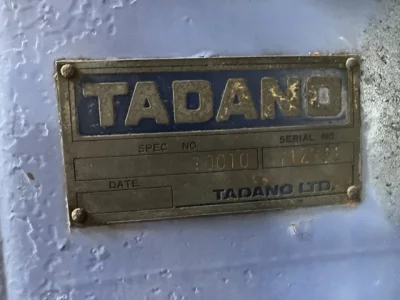 TADANO
SPEC NO. SERIAL NO.
DATE
TADANO LTD.